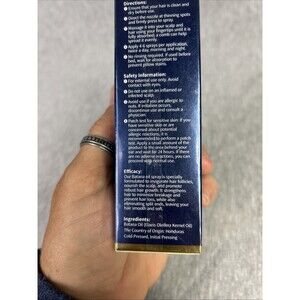 Directions:
Ensure that your hair is clean and
dry before use.
Direct the nozzle at thinning spots
and firmly press to spray.
Massage it into your scalp and
hair using your fingertips until it is
fully absorbed; a comb can help
spread it evenly.
Apply 4-6 sprays per application,
twice a day, morning and night
No rinsing required. If used before
bed, wait for absorption to
prevent pillow stains.
Safety Information:
For external use only. Avoid
contact with eyes.
Do not use on an inflamed or
infected scalp.
Avoid use if you are allergic to
nuts. If irritation occurs,
discontinue use and consult a
physician.
Patch test for sensitive skin: If you
have sensitive skin or are
concerned about potential
allergic reactions, it is
recommended to perform a patch
test. Apply a small amount of the
product to the area behind your
ear and wait for 24 hours. If there
are no adverse reactions, you can
proceed with normal use.
Efficacy:
Our Batana oil spray is specially
formulated to invigorate hair follicles,
nourish the scalp, and promote
robust hair growth. It strengthens
hair to minimize breakage and
prevent hair loss, while also
eliminating split ends, leaving your
hair smooth and soft.
Ingredients:
Batana Oil (Elaeis Oleifera Kernel Oil)
The Country of Origin: Honduras
Cold-Pressed, Initial Pressing